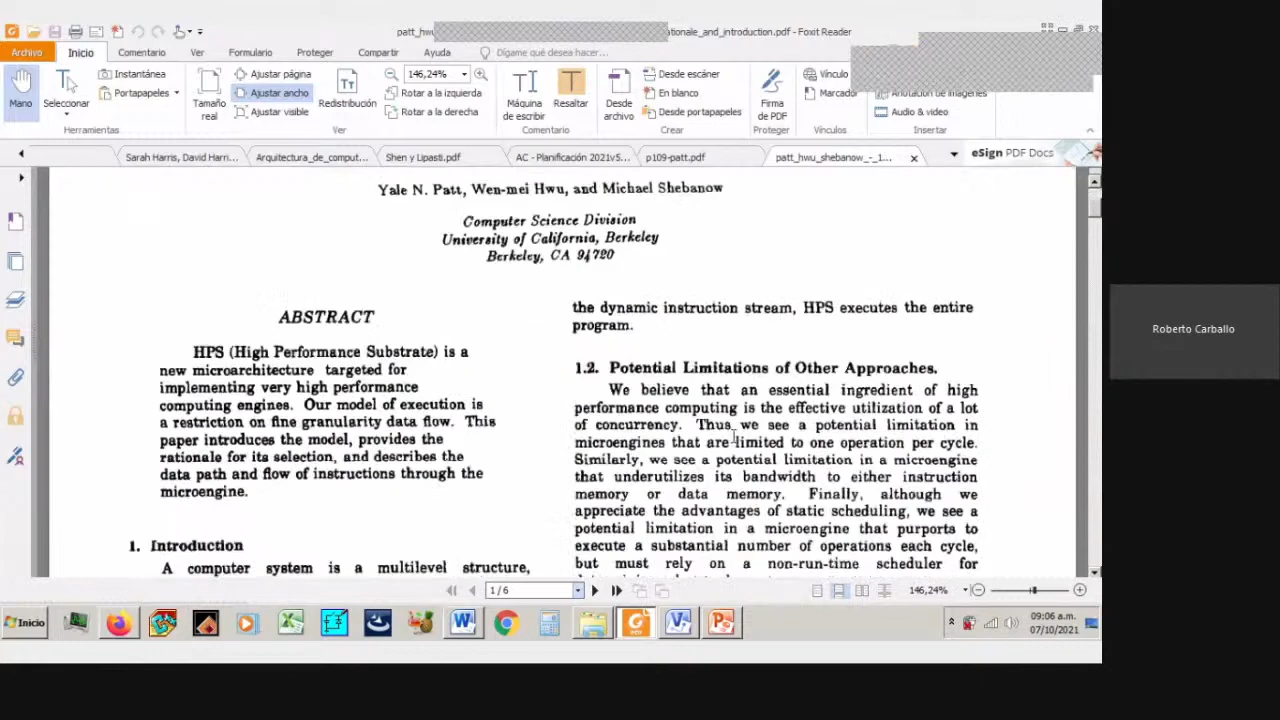 patt_hwu
ationale_and_introduction.pdf - Foxit Reader
Archivo
Inicio
Comentario
Ver
Formulario
Proteger
Compartir
Ayuda
Dígame qué desea hacer...
Mano
Seleccionar
Instantánea
Portapapeles
Herramientas
Tamaño
real
Ajustar página
Ajustar ancho
Ajustar visible
Redistribución
146,24%
Rotar a la izquierda
Rotar a la derecha
Ver
Máquina
de escribir
Resaltar
Comentario
Desde
archivo
Desde escáner
En blanco
Desde portapapeles
Crear
Firma
de PDF
Proteger
Vínculo
Marcador
Vínculos
Anotación de imágenes
Audio & video
Insertar
Sarah Harris, David Harri...
Arquitectura_de_comput...
Shen y Lipasti.pdf
AC - Planificación 2021v5...
p109-patt.pdf
patt_hwu_shebanow_-_1...
eSign PDF Docs
Yale N. Patt, Wen-mei Hwu, and Michael Shebanow
Computer Science Division
University of California, Berkeley
Berkeley, CA 94720
ABSTRACT
HPS (High Performance Substrate) is a
new microarchitecture targeted for
implementing very high performance
computing engines. Our model of execution is
a restriction on fine granularity data flow. This
paper introduces the model, provides the
rationale for its selection, and describes the
data path and flow of instructions through the
microengine.
1. Introduction
A computer system is a multilevel structure,
the dynamic instruction stream, HPS executes the entire
program.
1.2. Potential Limitations of Other Approaches.
We believe that an essential ingredient of high
performance computing is the effective utilization of a lot
of concurrency. Thus we see a potential limitation in
microengines that are limited to one operation per cycle.
Similarly, we see a potential limitation in a microengine
that underutilizes its bandwidth to either instruction
memory or data memory. Finally, although we
appreciate the advantages of static scheduling, we see a
potential limitation in a microengine that purports to
execute a substantial number of operations each cycle,
but must rely on a non-run-time scheduler for
1/6
146,24%
Inicio
09:06 a.m.
07/10/2021
Roberto Carballo